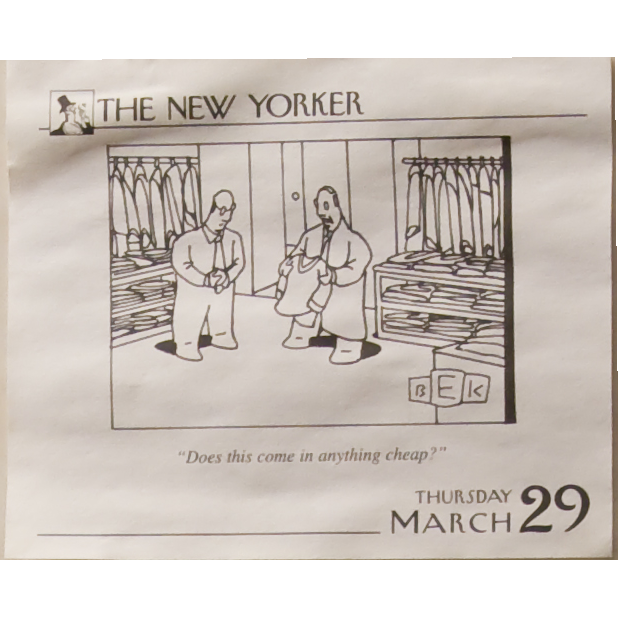 THE NEW YORKER
BEK
"Does this come in anything cheap?"
THURSDAY
MARCH 29